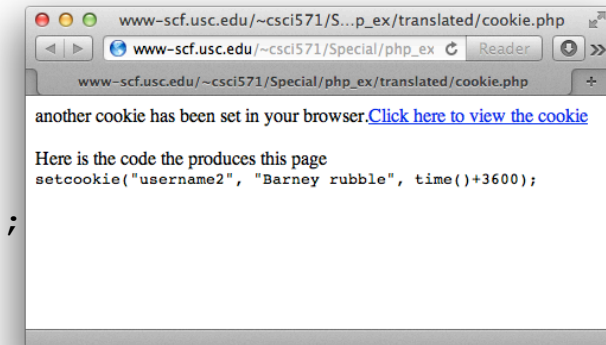 www-scf.usc.edu/~csci571/S...p_ex/translated/cookie.php
www-scf.usc.edu/~csci571/Special/php_ex Reader
www-scf.usc.edu/~csci571/Special/php_ex/translated/cookie.php
another cookie has been set in your browser.Click here to view the cookie
Here is the code the produces this page
setcookie("username2", "Barney rubble", time()+3600);
;